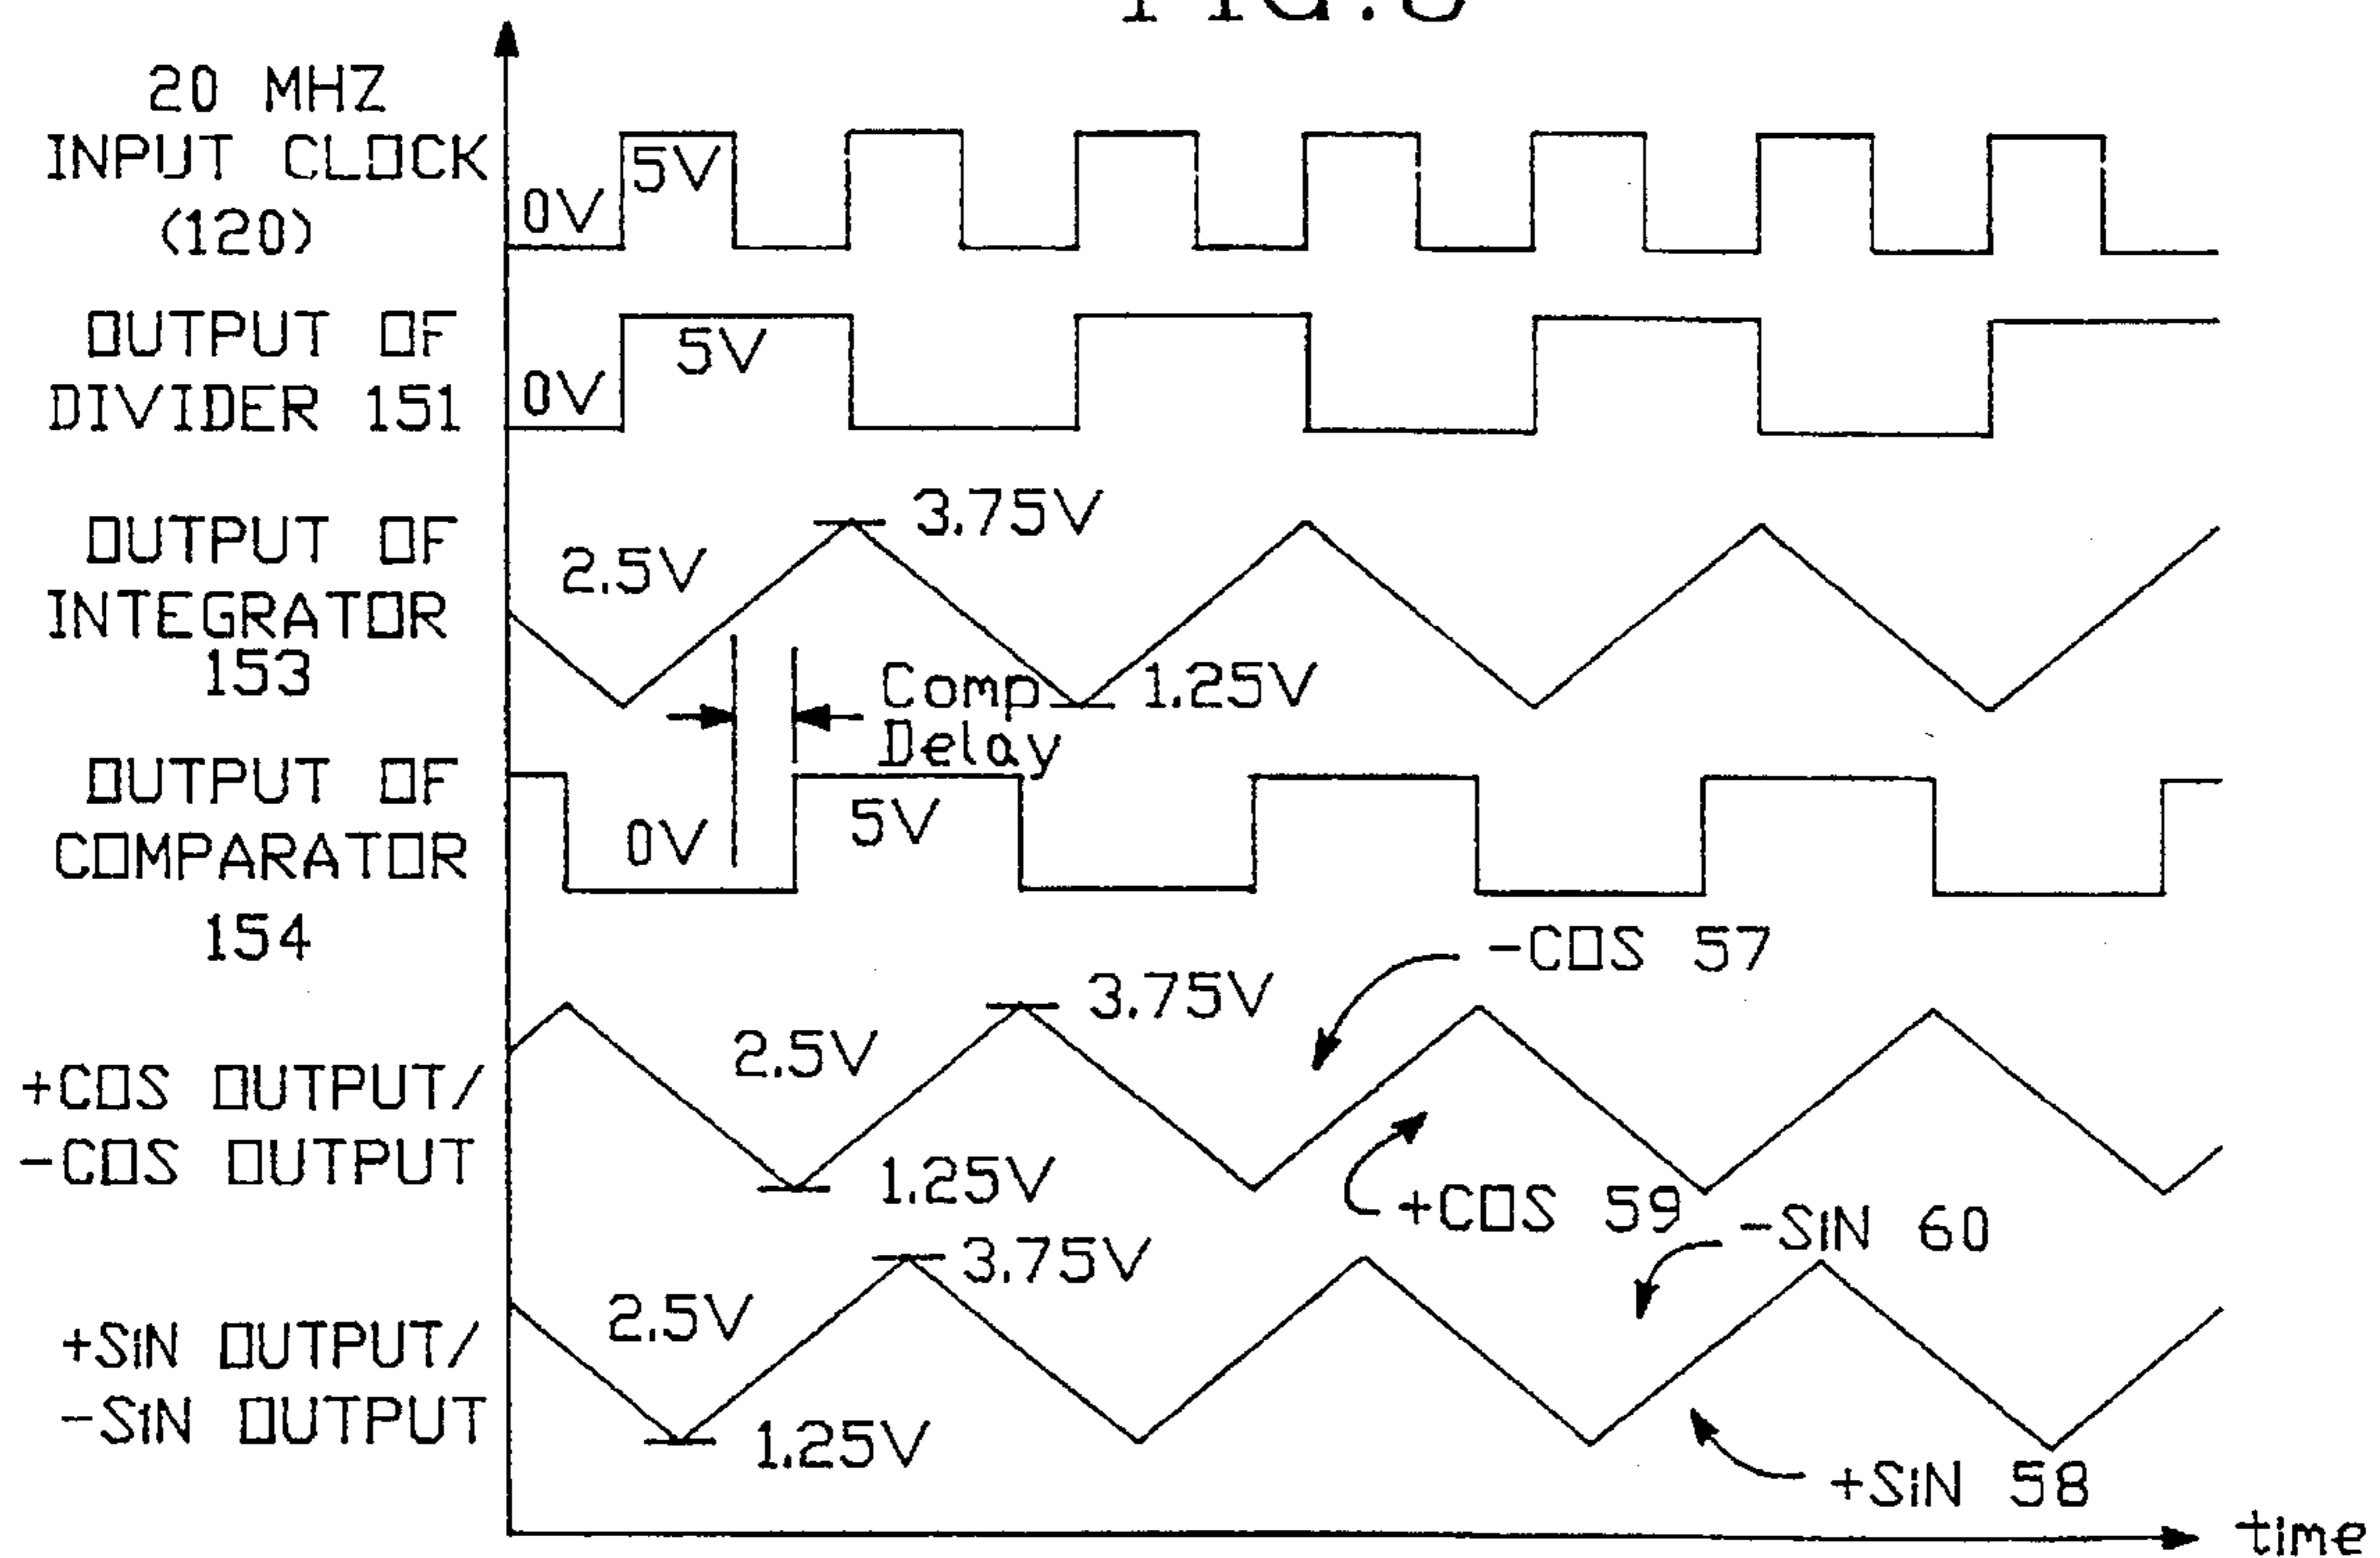 20 MHZ
INPUT CLOCK
(120)
0V
5V
OUTPUT OF
DIVIDER 151
0V
5V
OUTPUT OF
INTEGRATOR
153
2.5V
3.75V
1.25V
Comp
Delay
OUTPUT OF
COMPARATOR
154
0V
5V
+COS OUTPUT/
-COS OUTPUT
2.5V
3.75V
1.25V
-COS 57
+COS 59
+SiN OUTPUT/
-SiN OUTPUT
2.5V
3.75V
1.25V
-SiN 60
+SiN 58
time